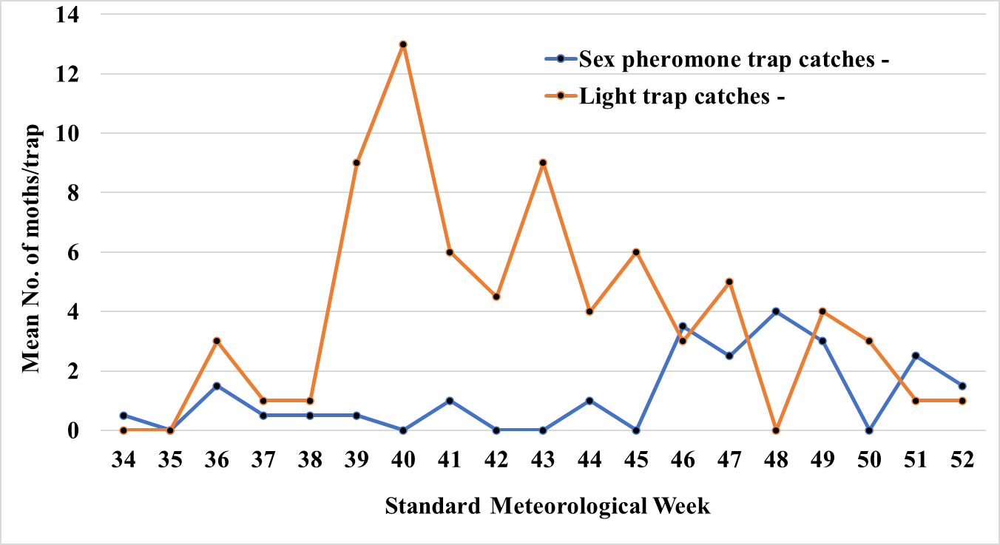 14
12
10
8
6
4
2
0
Mean No. of moths/trap
Sex pheromone trap catches -
Light trap catches -
34 35 36 37 38 39 40 41 42 43 44 45 46 47 48 49 50 51 52
Standard Meteorological Week